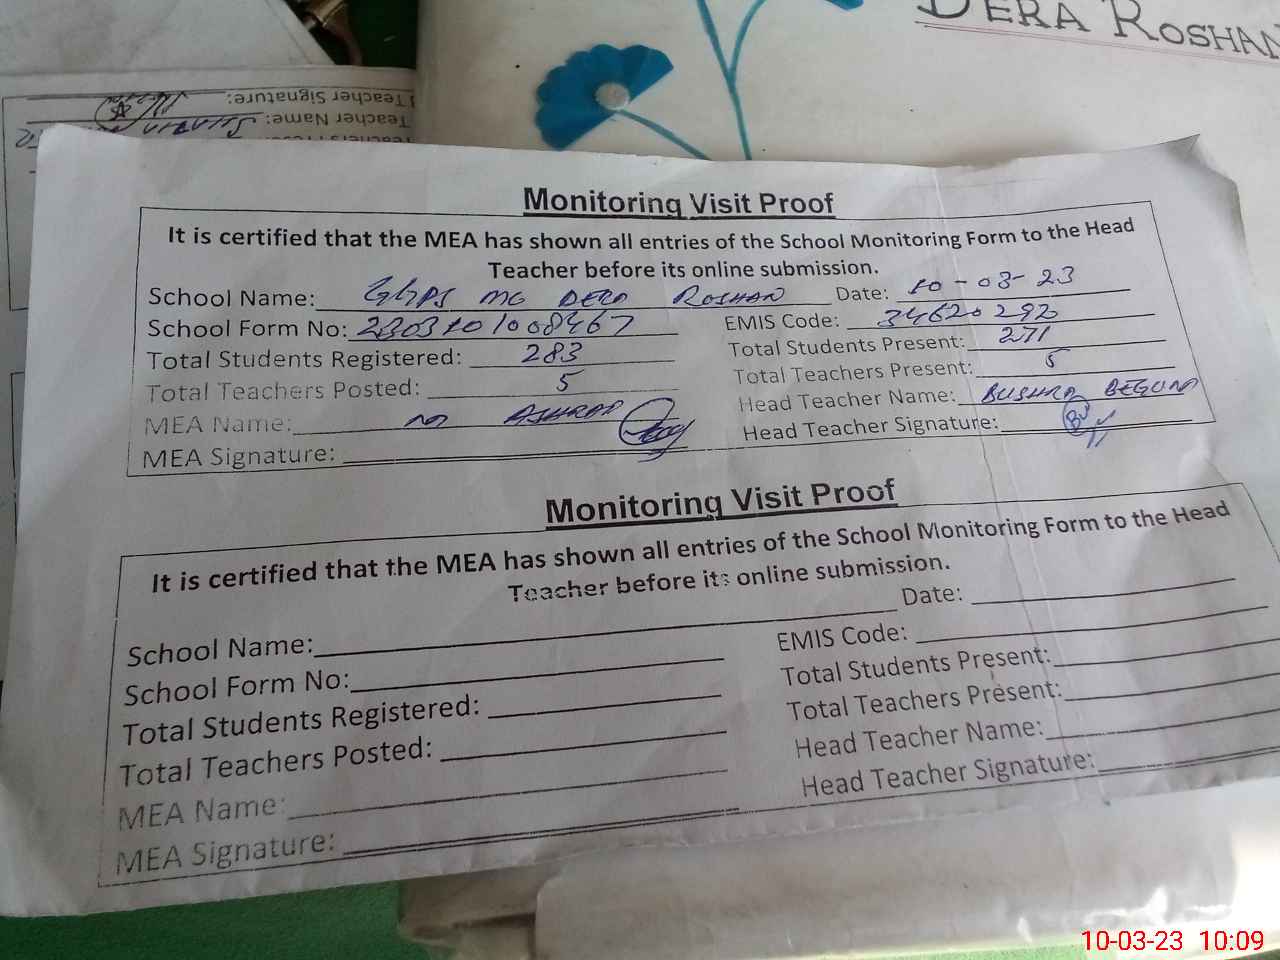 DERA ROSHAN
Teacher Signature:
Teacher Name:
Monitoring Visit Proof
It is certified that the MEA has shown all entries of the School Monitoring Form to the Head
Teacher before its online submission.
School Name: GGPS MC DERA ROSHAN Date: 10-03-23
School Form No: 2303101008467 EMIS Code: 34620292
Total Students Registered: 283 Total Students Present: 271
Total Teachers Posted: 5 Total Teachers Present: 5
MEA Name: M ASHRAF Head Teacher Name: BUSHRA BEGUM
MEA Signature: Head Teacher Signature:
Monitoring Visit Proof
It is certified that the MEA has shown all entries of the School Monitoring Form to the Head
Teacher before its online submission.
School Name: Date:
School Form No: EMIS Code:
Total Students Registered: Total Students Present:
Total Teachers Posted: Total Teachers Present:
MEA Name: Head Teacher Name:
MEA Signature: Head Teacher Signature:
10-03-23 10:09